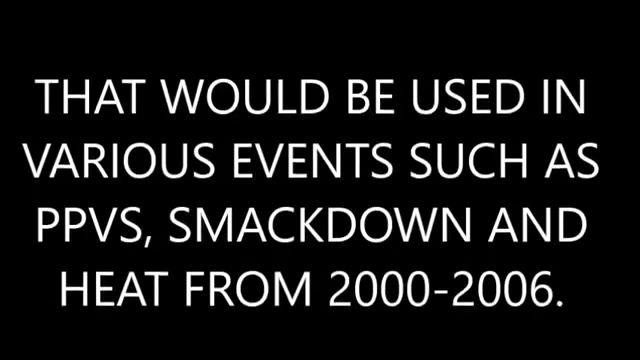 THAT WOULD BE USED IN
VARIOUS EVENTS SUCH AS
PPVS, SMACKDOWN AND
HEAT FROM 2000-2006.